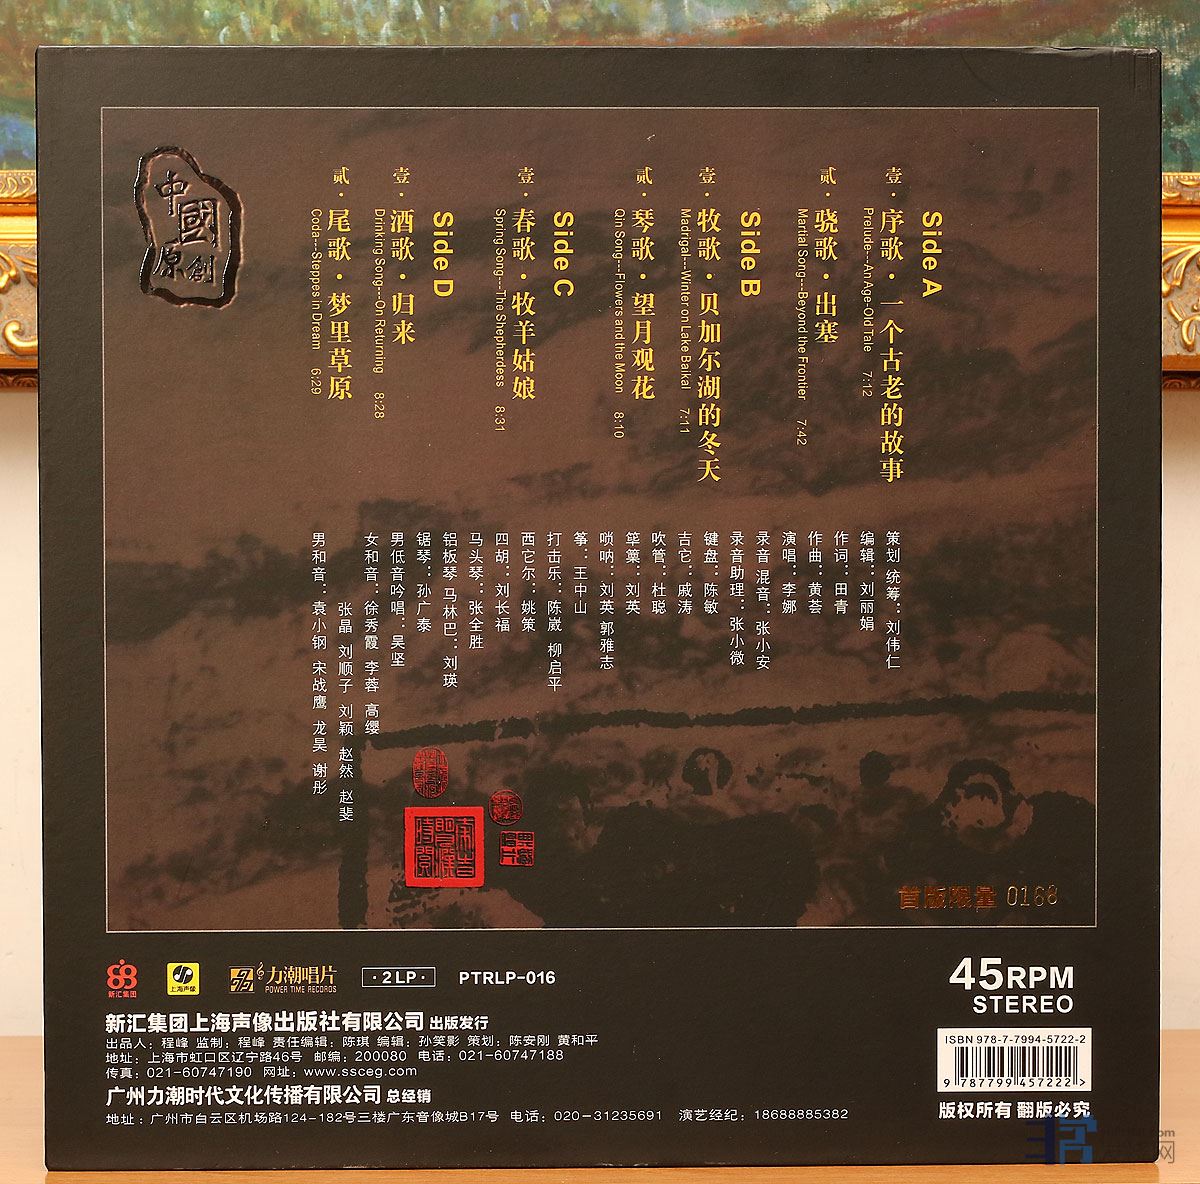 中國
原創
Side A
壹·序歌·一个古老的故事
Prelude---An Age-Old Tale 7:12
贰·骁歌·出塞
Martial Song---Beyond the Frontier 7:42
Side B
壹·牧歌·贝加尔湖的冬天
Madrigal---Winter on Lake Baikal 7:11
贰·琴歌·望月观花
Qin Song---Flowers and the Moon 8:10
Side C
壹·春歌·牧羊姑娘
Spring Song---The Shepherdess 8:31
Side D
壹·酒歌·归来
Drinking Song---On Returning 8:28
贰·尾歌·梦里草原
Coda---Steppes in Dream 6:29
策划 统筹：刘伟仁
编辑：刘丽娟
作词：田青
作曲：黄荟
演唱：李娜
录音 混音：张小安
录音助理：张小微
键盘：陈敏
吉它：戚涛
吹管：杜聪
筚篥：刘英
唢呐：刘英 郭雅志
筝：王中山
打击乐：陈崴 柳启平
西它尔：姚策
四胡：刘长福
马头琴：张全胜
铝板琴 马林巴：刘瑛
锯琴：孙广泰
男低音吟唱：吴坚
女和音：徐秀霞 李蓉 高缨
张晶 刘顺子 刘颖 赵然 赵斐
男和音：袁小钢 宋战鹰 龙昊 谢彤
首版限量 0168
新汇集团
上海声像
力潮唱片
POWER TIME RECORDS
·2LP·
PTRLP-016
45RPM
STEREO
新汇集团上海声像出版社有限公司 出版发行
出品人：程峰 监制：程峰 责任编辑：陈琪 编辑：孙笑影 策划：陈安刚 黄和平
地址：上海市虹口区辽宁路46号 邮编：200080 电话：021-60747188
传真：021-60747190 网址：www.ssceg.com
广州力潮时代文化传播有限公司 总经销
地址：广州市白云区机场路124-182号三楼广东音像城B17号 电话：020-31235691 演艺经纪：18688885382
ISBN 978-7-7994-5722-2
9 787799 457222 >
版权所有 翻版必究